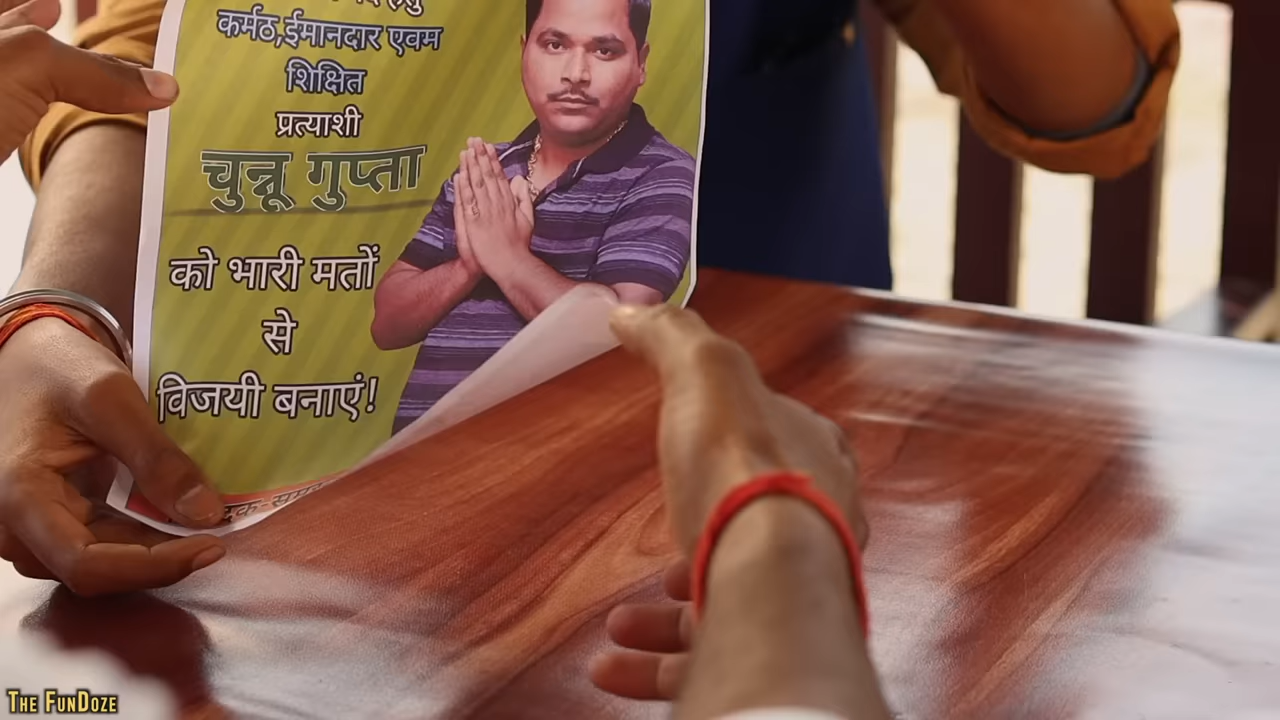 कर्मठ,ईमानदार एवम
शिक्षित
प्रत्याशी
चुन्नू गुप्ता
को भारी मतों
से
विजयी बनाएं!
THE FUNDOZE